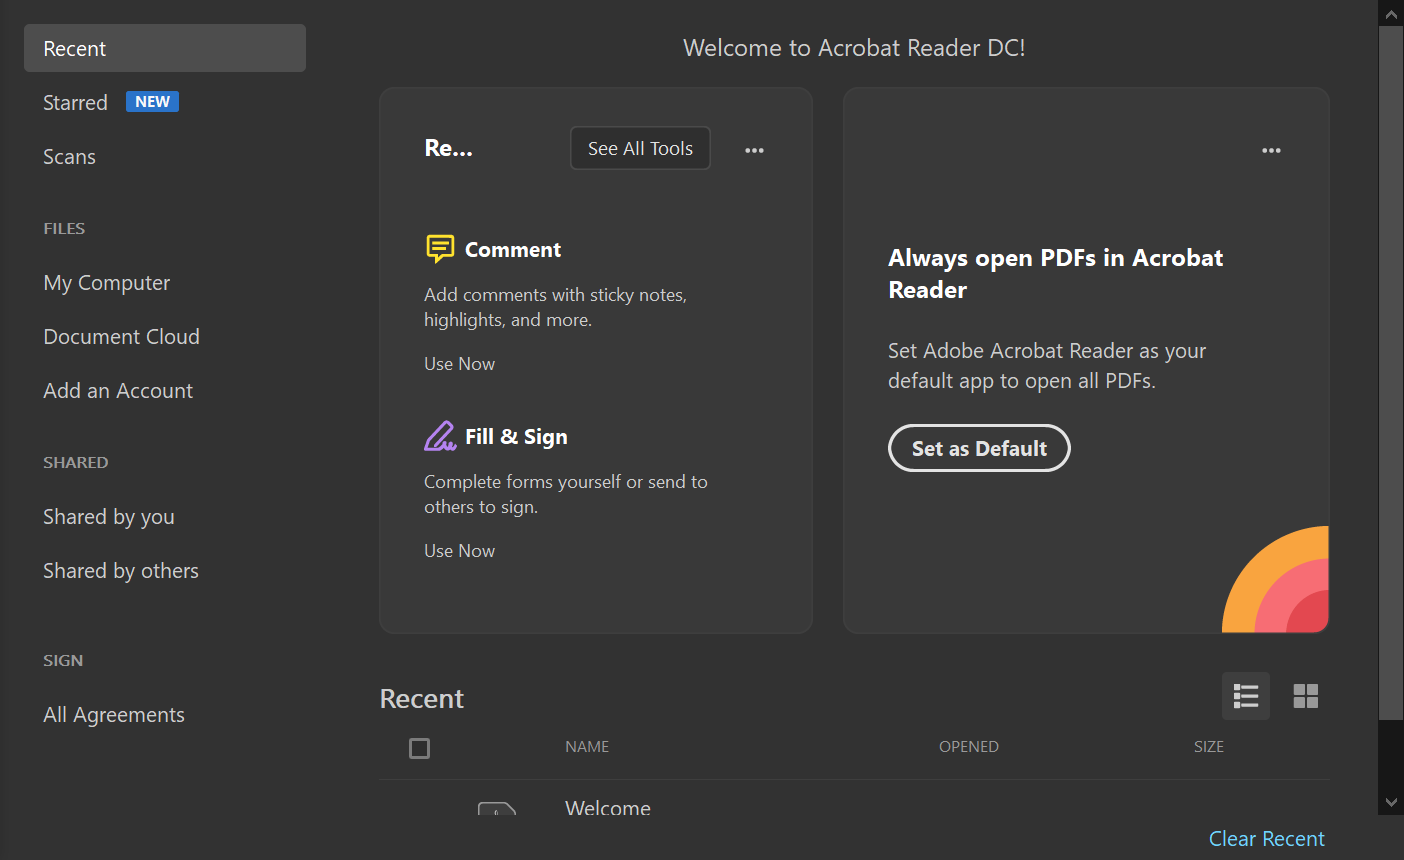 Recent
Starred NEW
Scans
FILES
My Computer
Document Cloud
Add an Account
SHARED
Shared by you
Shared by others
SIGN
All Agreements
Welcome to Acrobat Reader DC!
Re... See All Tools
Comment
Add comments with sticky notes,
highlights, and more.
Use Now
Fill & Sign
Complete forms yourself or send to
others to sign.
Use Now
Always open PDFs in Acrobat
Reader
Set Adobe Acrobat Reader as your
default app to open all PDFs.
Set as Default
Recent
NAME OPENED SIZE
Welcome
Clear Recent